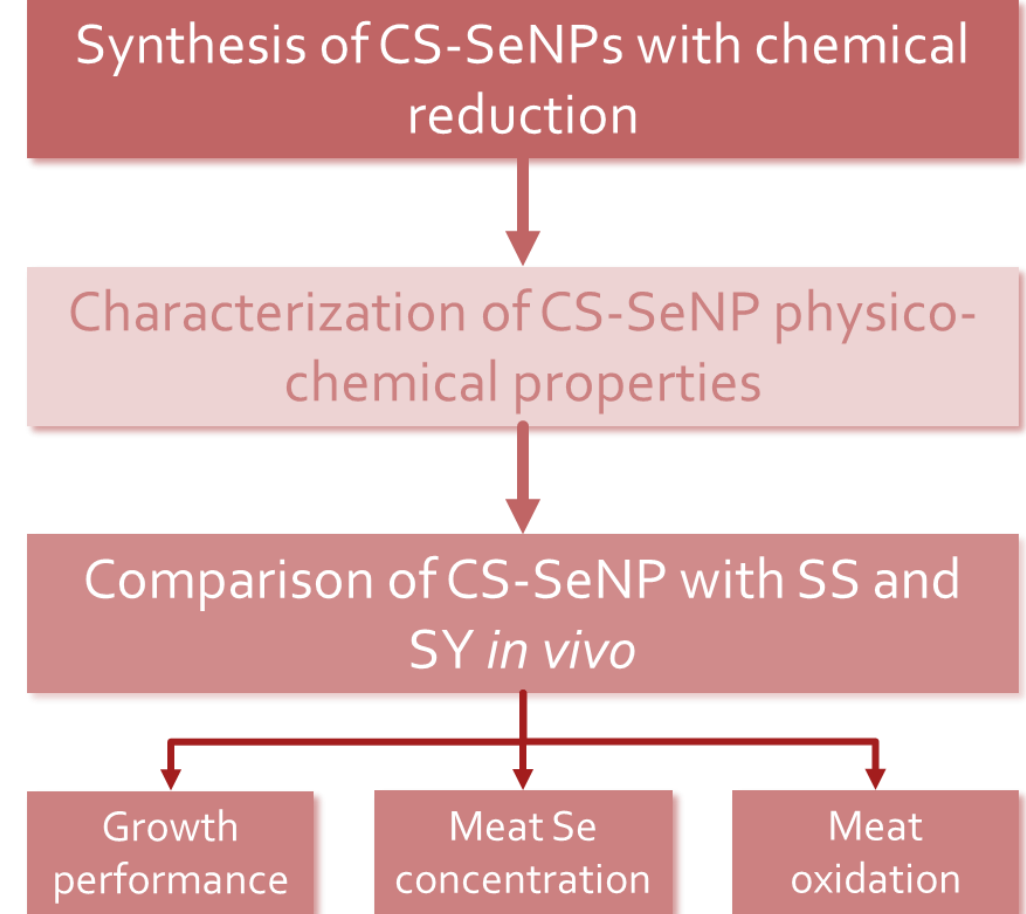 Synthesis of CS-SeNPs with chemical
reduction
Characterization of CS-SeNP physico-
chemical properties
Comparison of CS-SeNP with SS and
SY in vivo
Growth
performance
Meat Se
concentration
Meat
oxidation